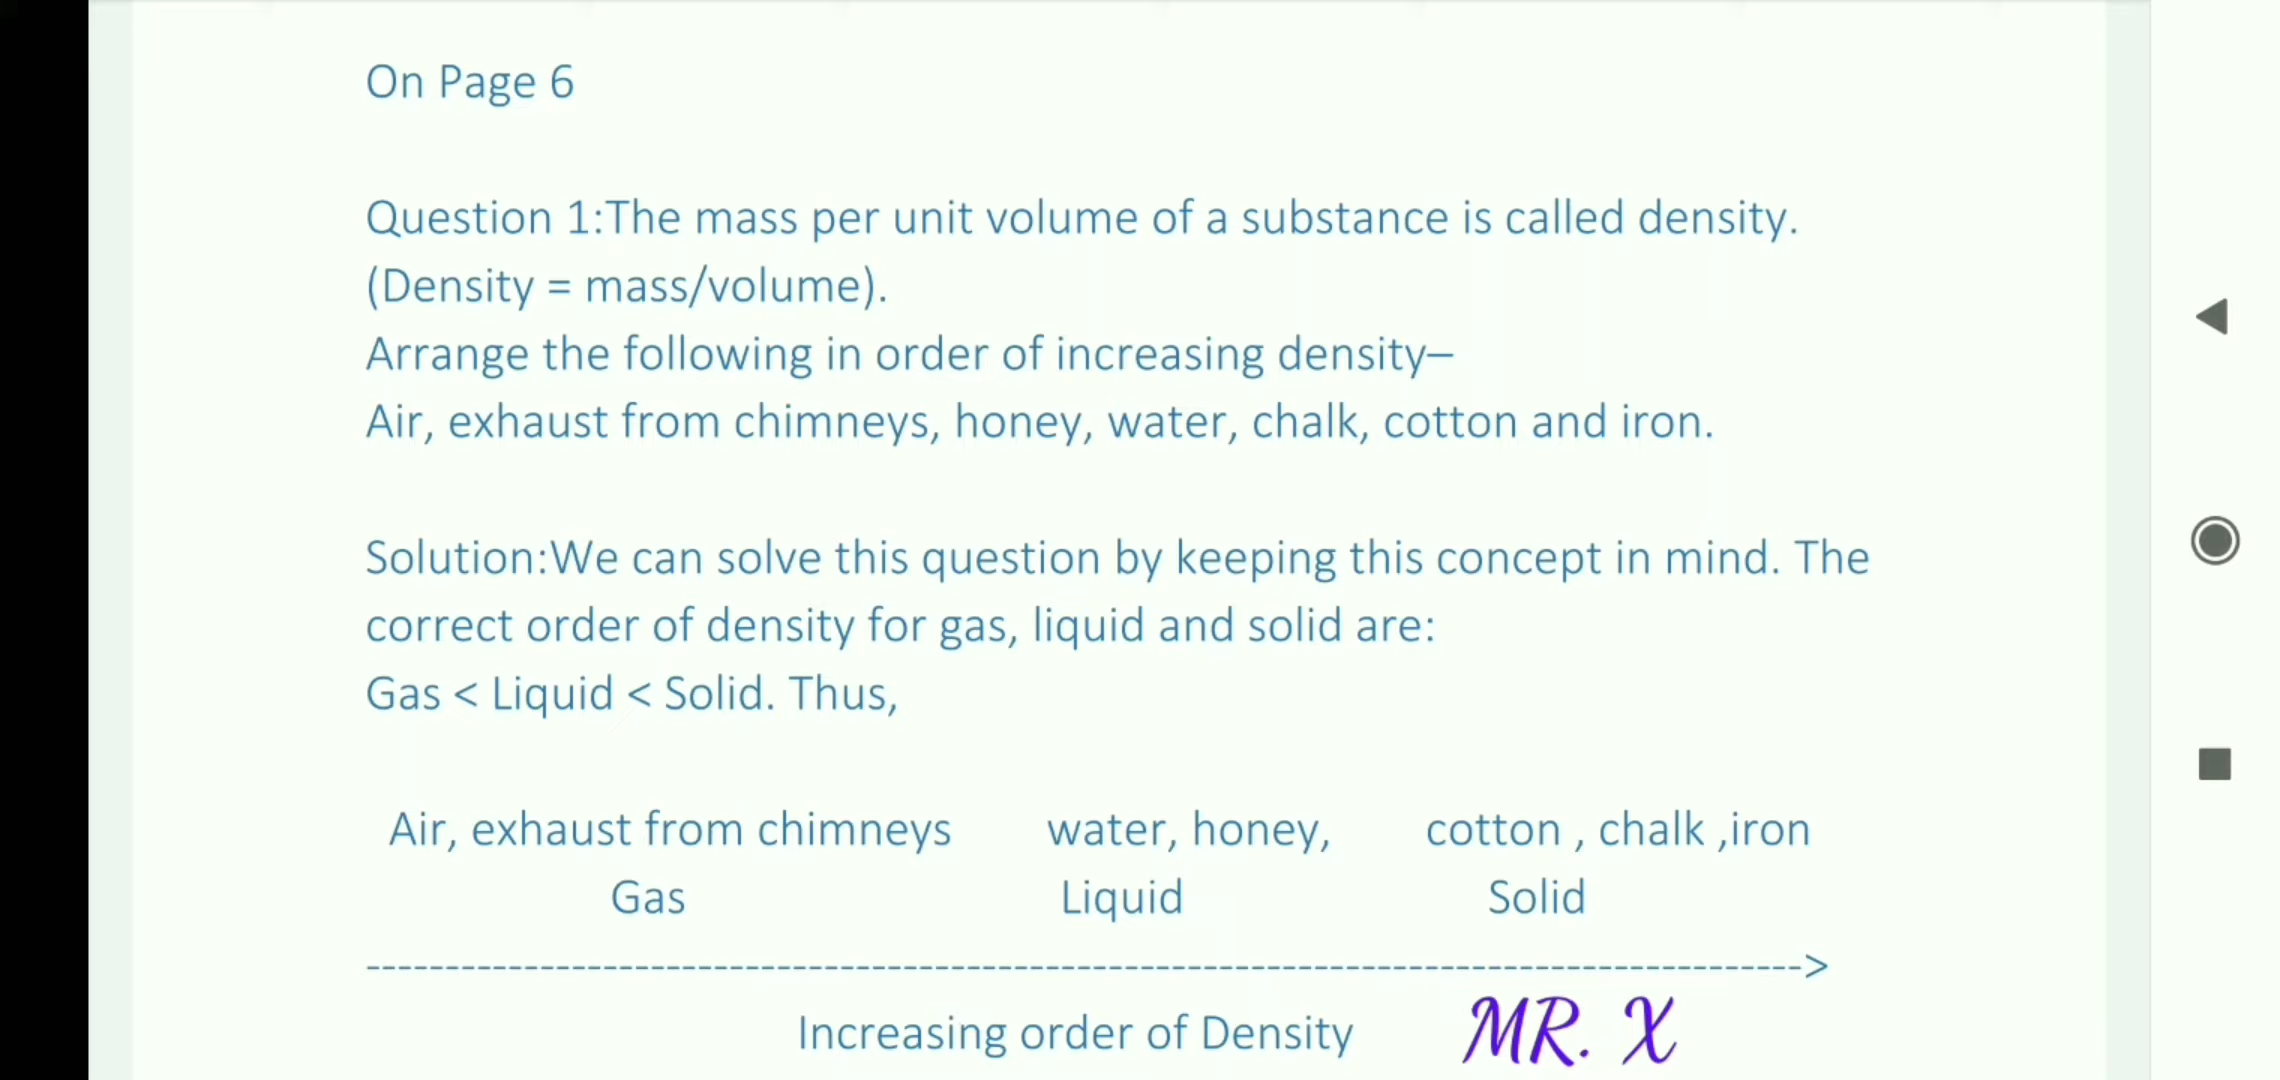 On Page 6
Question 1:The mass per unit volume of a substance is called density.
(Density = mass/volume).
Arrange the following in order of increasing density–
Air, exhaust from chimneys, honey, water, chalk, cotton and iron.
Solution:We can solve this question by keeping this concept in mind. The
correct order of density for gas, liquid and solid are:
Gas < Liquid < Solid. Thus,
Air, exhaust from chimneys water, honey, cotton , chalk ,iron
Gas Liquid Solid
------------------------------------------------------------------------------------------->
Increasing order of Density MR. X